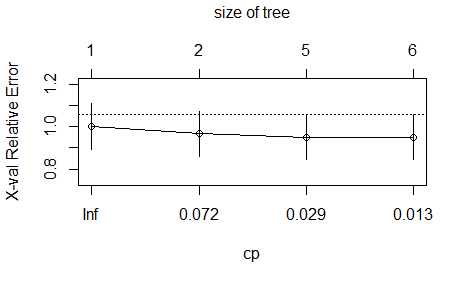 size of tree
1 2 5 6
X-val Relative Error
1.2
1.0
0.8
Inf 0.072 0.029 0.013
cp